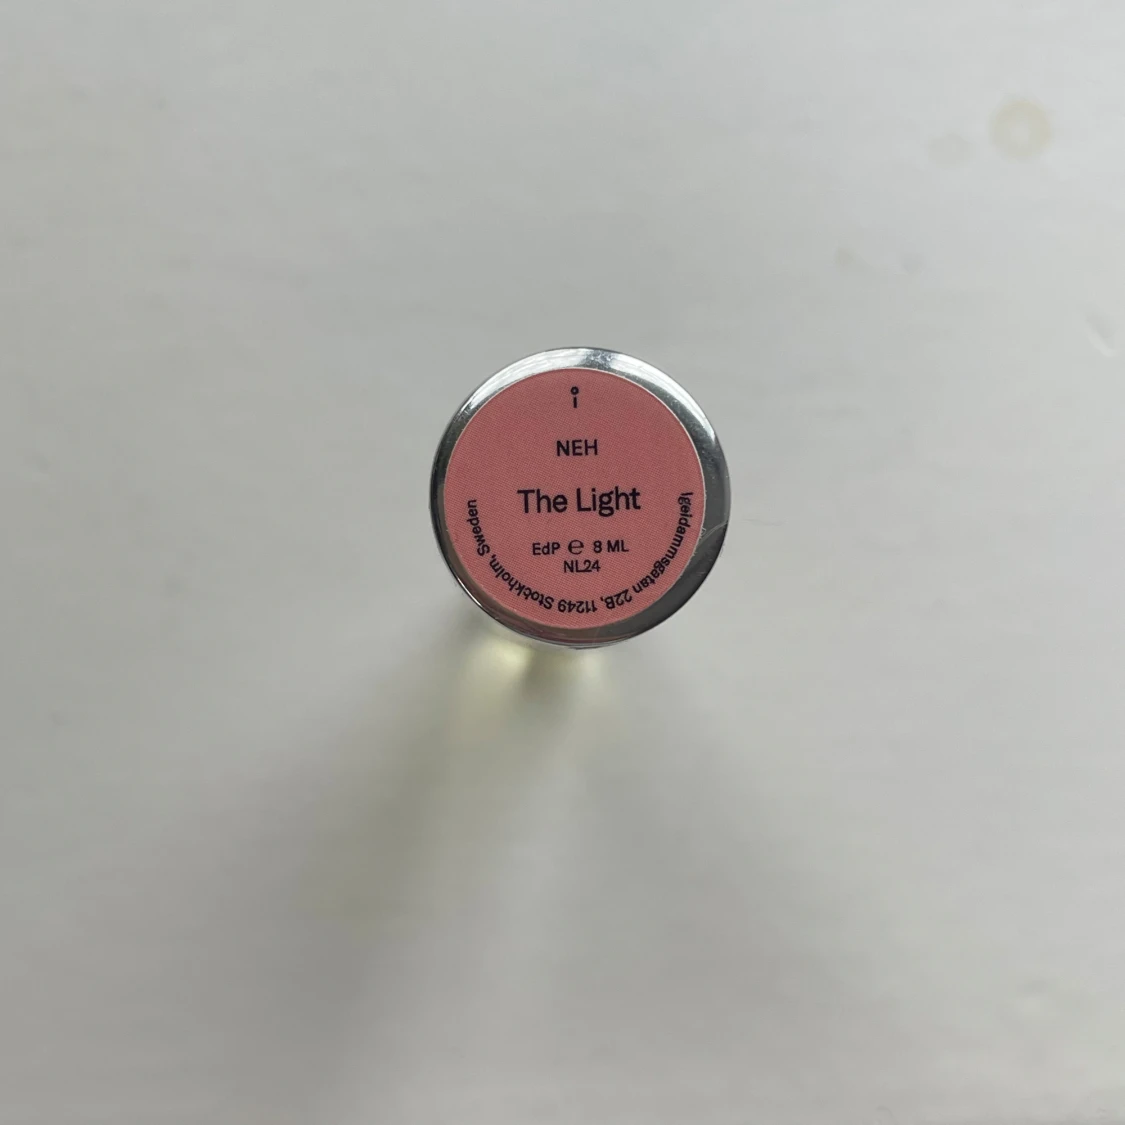 NEH
The Light
EdP ℮ 8 ML
NL24
Igeldammsgatan 22B, 11249 Stockholm, Sweden